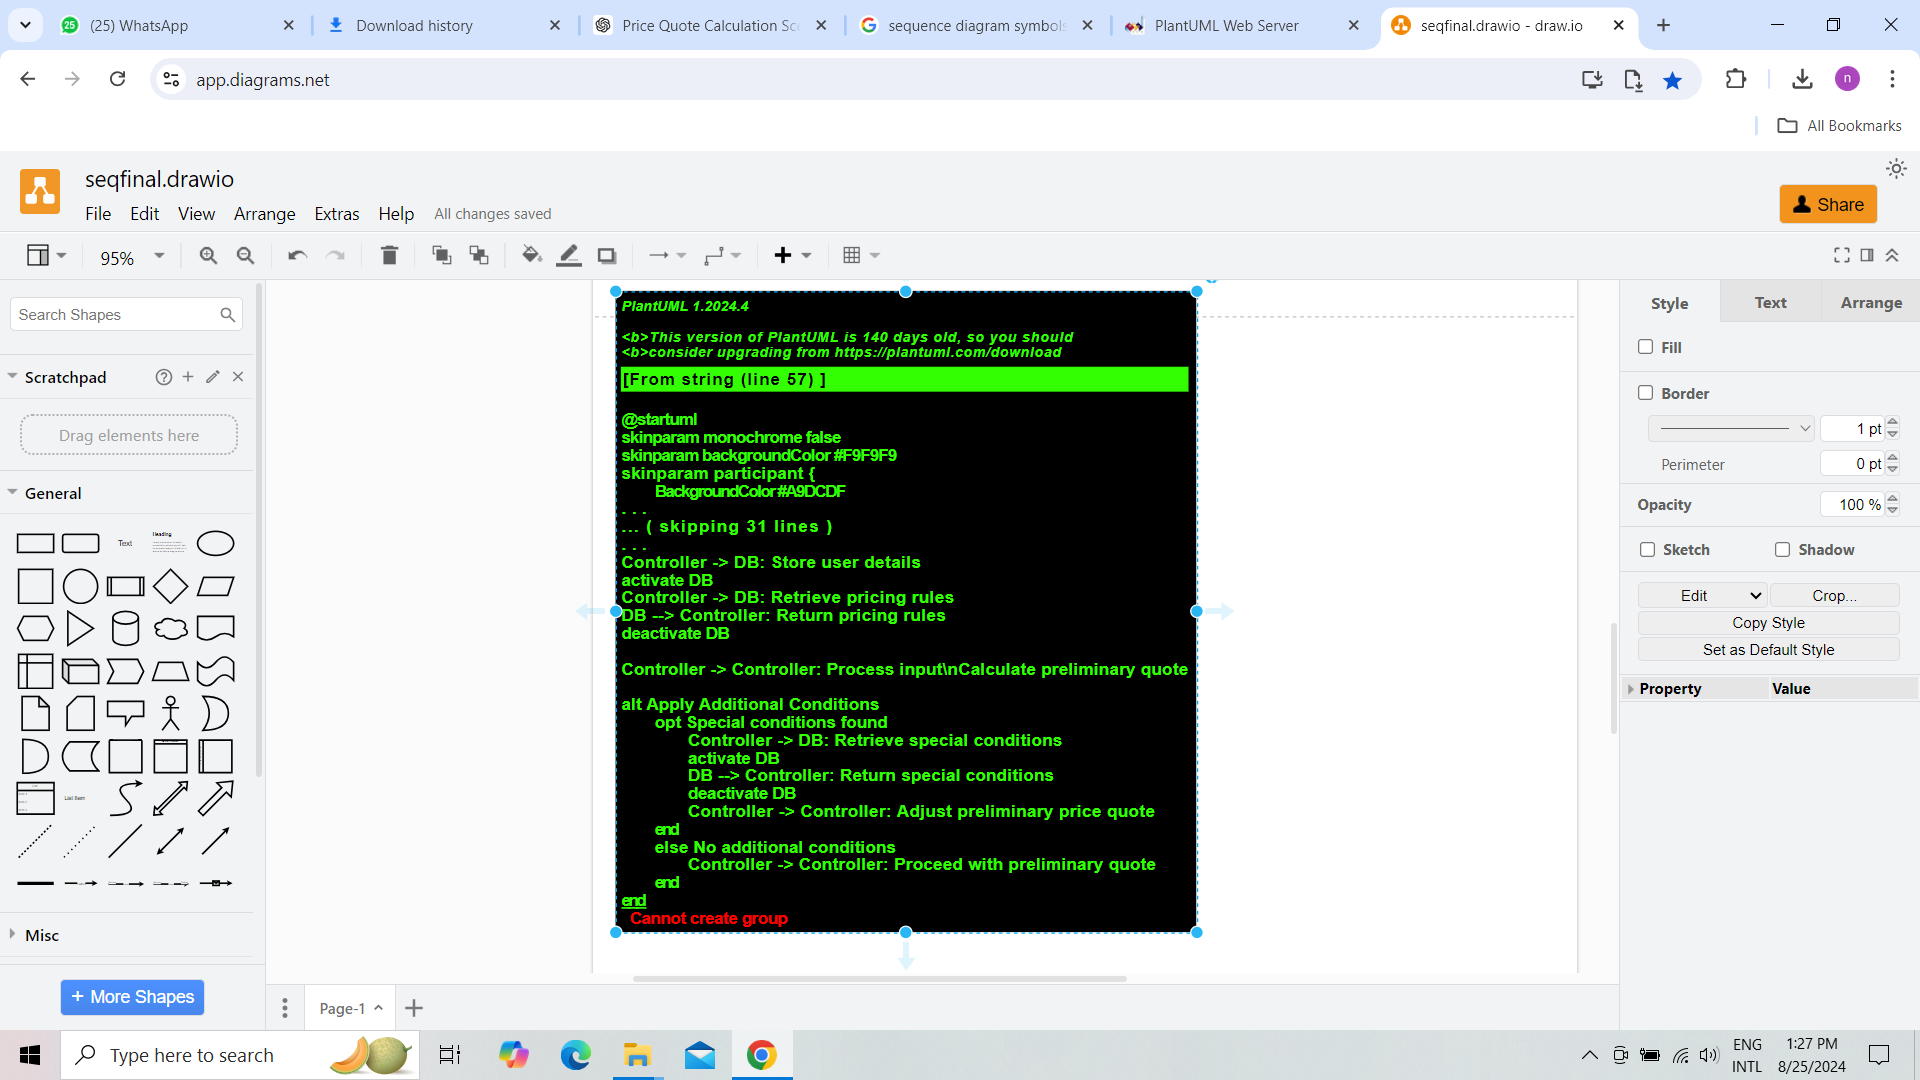 (25) WhatsApp
Download history
Price Quote Calculation Sce
sequence diagram symbols
PlantUML Web Server
seqfinal.drawio - draw.io
app.diagrams.net
n
All Bookmarks
seqfinal.drawio
File Edit View Arrange Extras Help All changes saved
Share
95%
Search Shapes
Scratchpad
Drag elements here
General
Text
Heading
List Item
Misc
+ More Shapes
PlantUML 1.2024.4
<b>This version of PlantUML is 140 days old, so you should
<b>consider upgrading from https://plantuml.com/download
[From string (line 57) ]
@startuml
skinparam monochrome false
skinparam backgroundColor #F9F9F9
skinparam participant {
BackgroundColor #A9DCDF
. . .
... ( skipping 31 lines )
. . .
Controller -> DB: Store user details
activate DB
Controller -> DB: Retrieve pricing rules
DB --> Controller: Return pricing rules
deactivate DB
Controller -> Controller: Process input\nCalculate preliminary quote
alt Apply Additional Conditions
opt Special conditions found
Controller -> DB: Retrieve special conditions
activate DB
DB --> Controller: Return special conditions
deactivate DB
Controller -> Controller: Adjust preliminary price quote
end
else No additional conditions
Controller -> Controller: Proceed with preliminary quote
end
end
Cannot create group
Style Text Arrange
Fill
Border
1 pt
Perimeter 0 pt
Opacity 100 %
Sketch Shadow
Edit Crop...
Copy Style
Set as Default Style
Property Value
Page-1
Type here to search
ENG
INTL
1:27 PM
8/25/2024